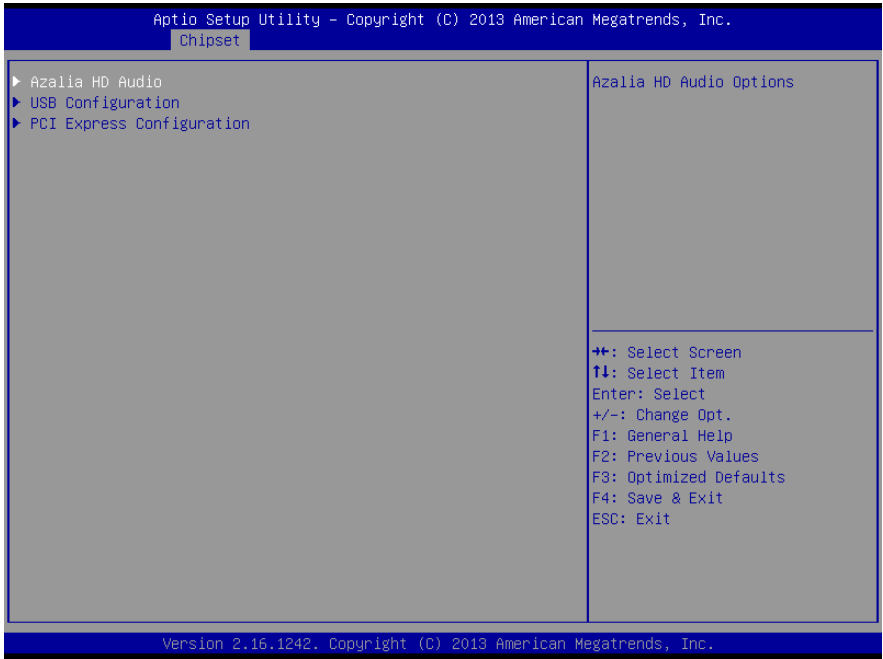 Aptio Setup Utility – Copyright (C) 2013 American Megatrends, Inc.
Chipset
▶ Azalia HD Audio
▶ USB Configuration
▶ PCI Express Configuration
Azalia HD Audio Options
→←: Select Screen
↑↓: Select Item
Enter: Select
+/-: Change Opt.
F1: General Help
F2: Previous Values
F3: Optimized Defaults
F4: Save & Exit
ESC: Exit
Version 2.16.1242. Copyright (C) 2013 American Megatrends, Inc.